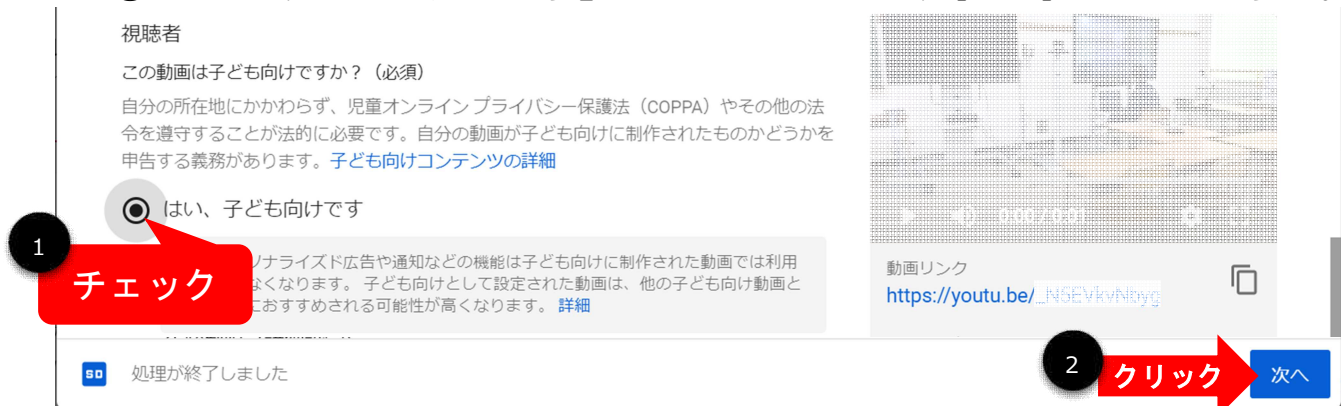 視聴者
この動画は子ども向けですか？（必須）
自分の所在地にかかわらず、児童オンライン プライバシー保護法（COPPA）やその他の法
令を遵守することが法的に必要です。自分の動画が子ども向けに制作されたものかどうかを
申告する義務があります。子ども向けコンテンツの詳細
はい、子ども向けです
1
チェック
ソナライズド広告や通知などの機能は子ども向けに制作された動画では利用
なくなります。 子ども向けとして設定された動画は、他の子ども向け動画と
におすすめされる可能性が高くなります。 詳細
0:00 / 0:01
動画リンク
https://youtu.be/_N5EVkvNbyg
SD
処理が終了しました
2
クリック
次へ